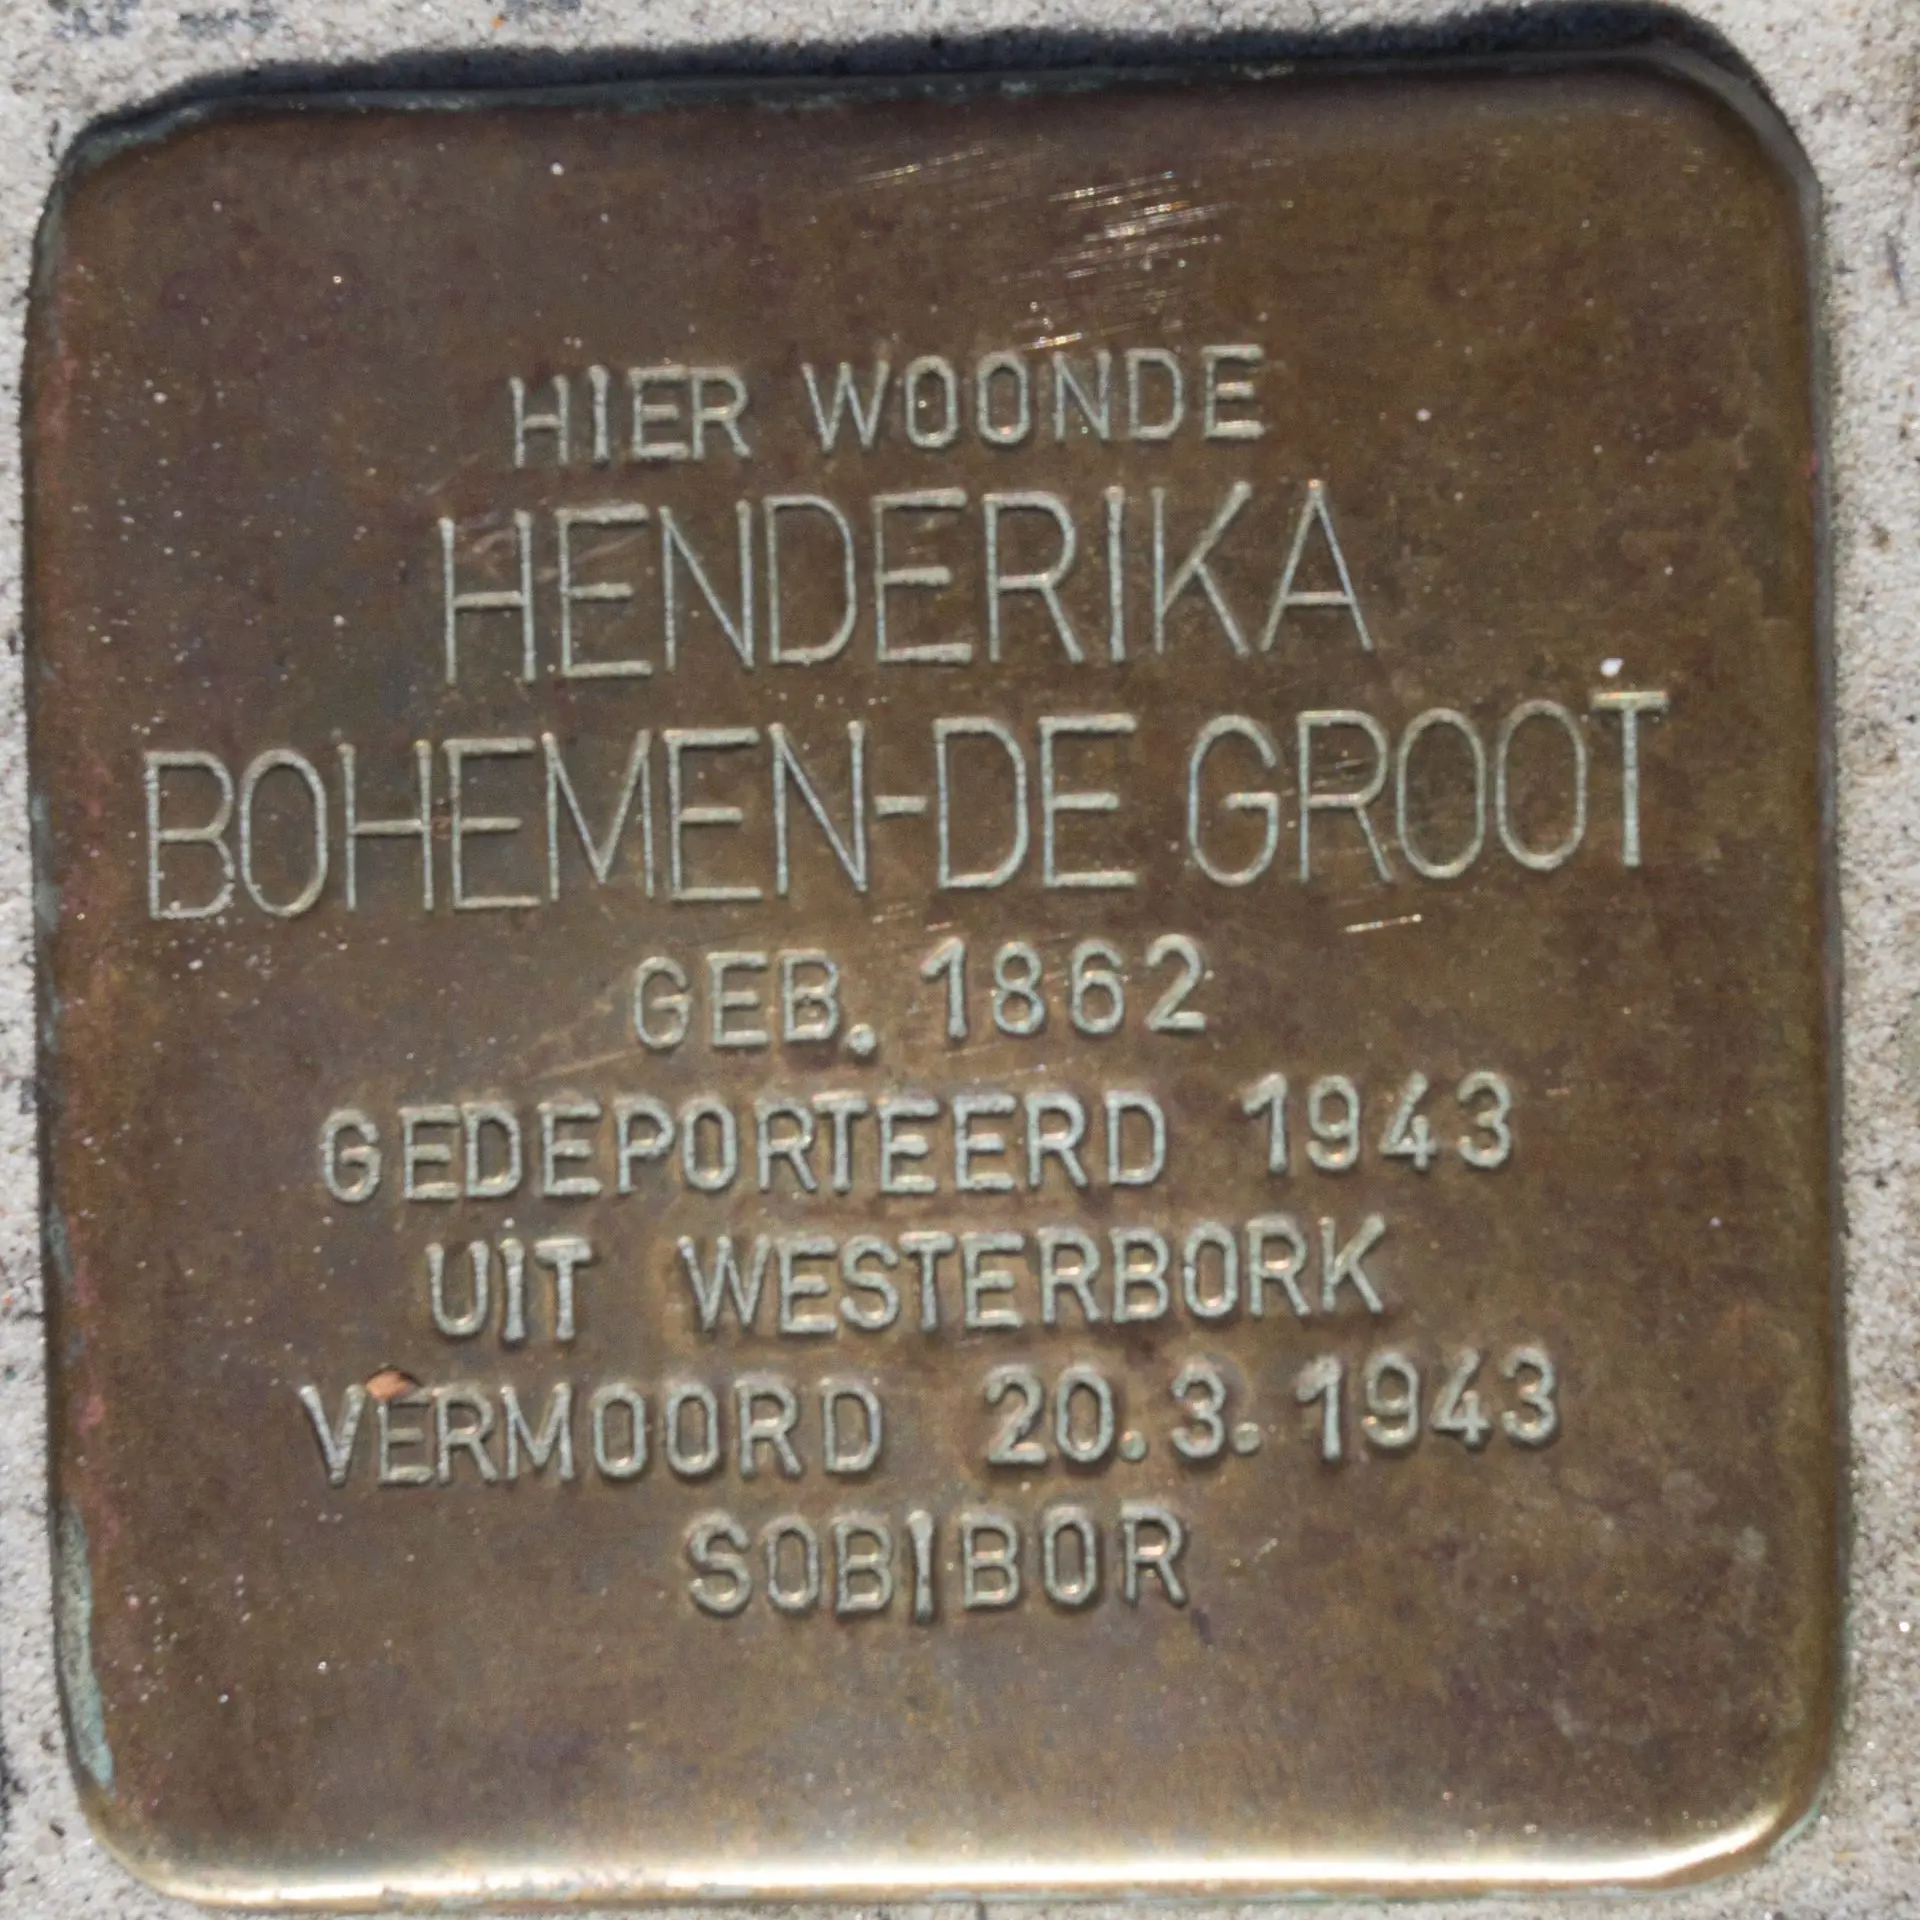 HIER WOONDE
HENDERIKA
BOHEMEN-DE GROOT
GEB. 1862
GEDEPORTEERD 1943
UIT WESTERBORK
VERMOORD 20.3.1943
SOBIBOR